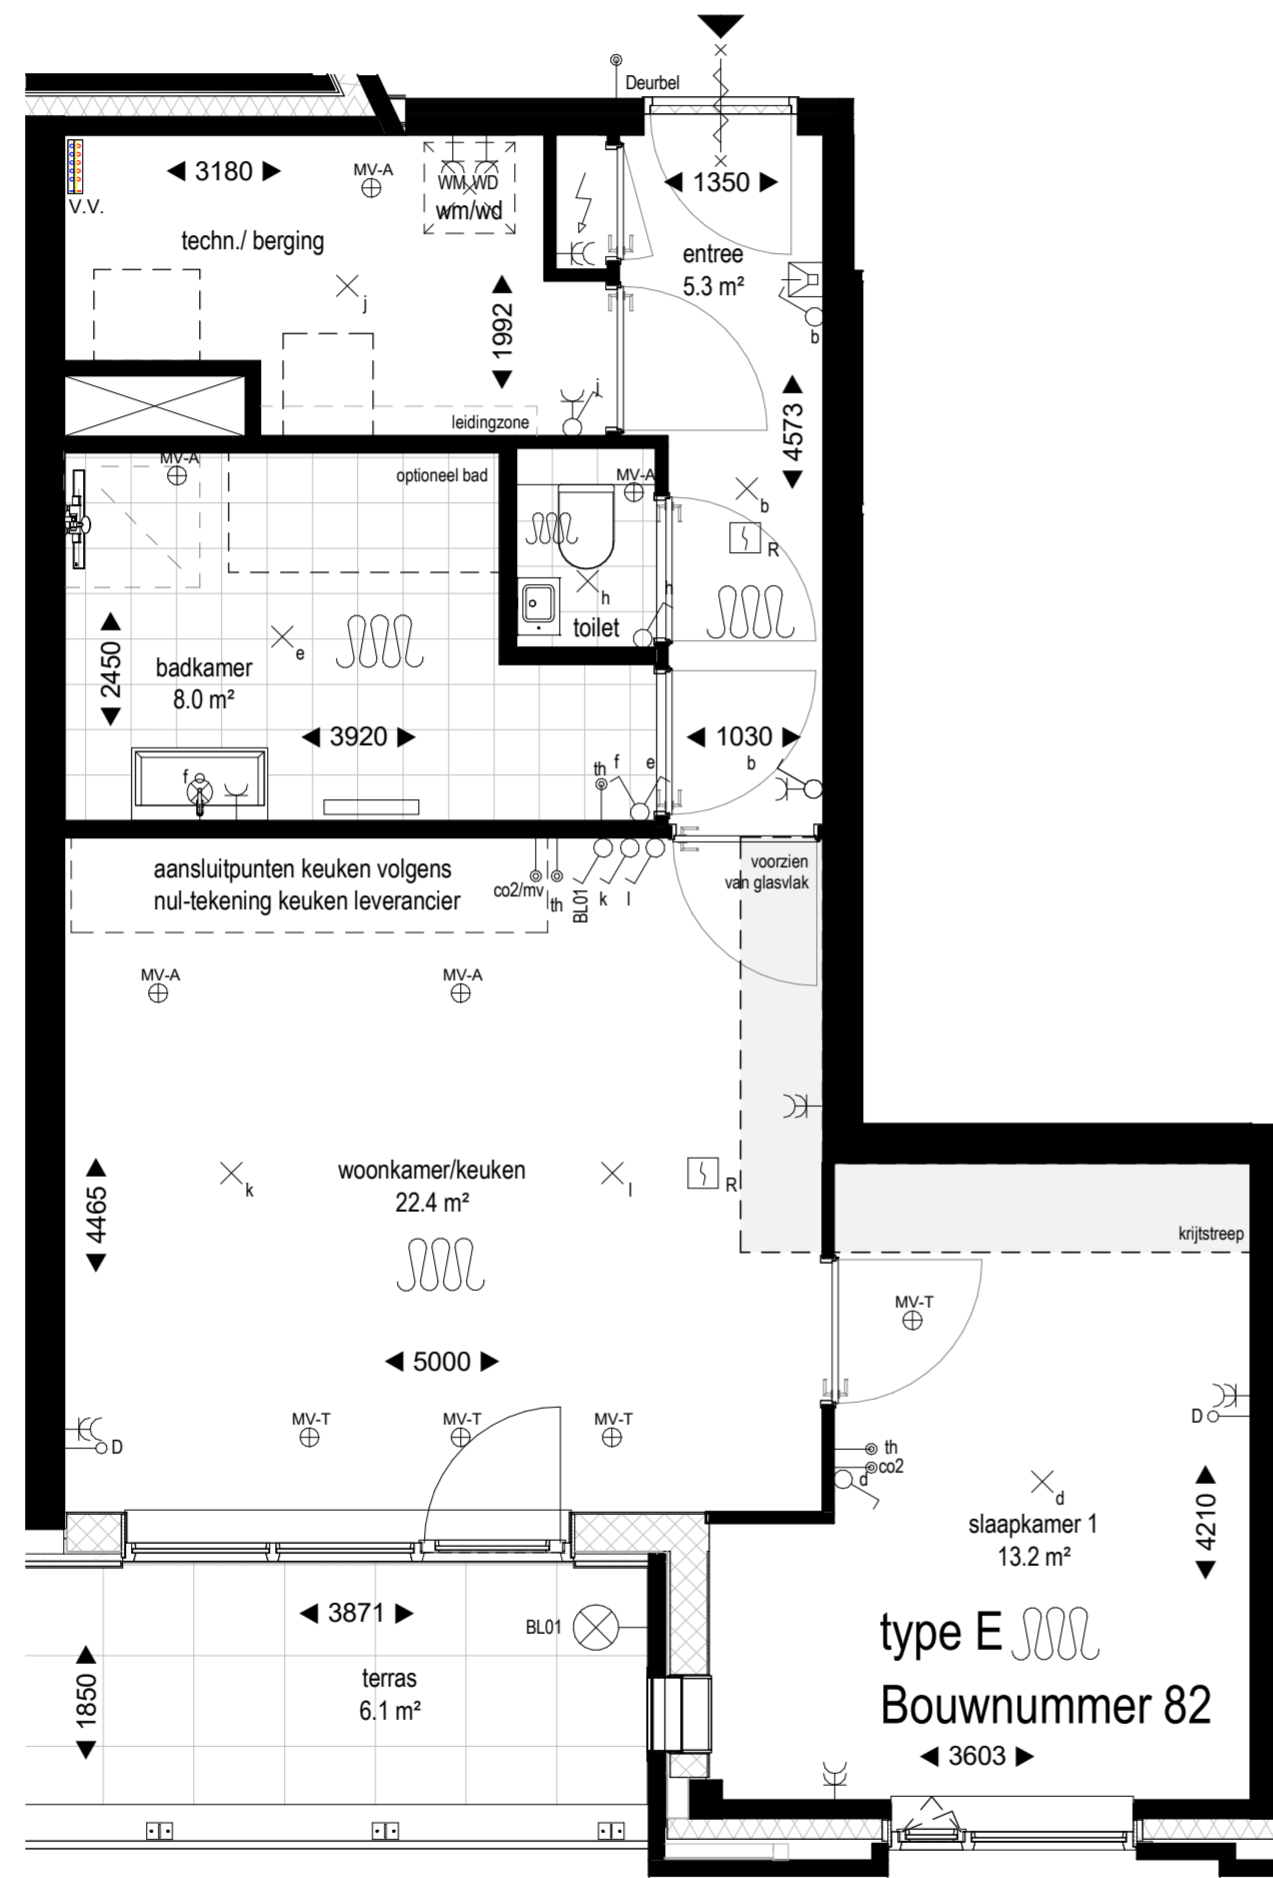 Deurbel
3180
MV-A
WM WD
wm/wd
1350
V.V.
techn./ berging
entree
5.3 m²
j
1992
b
j
leidingzone
4573
MV-A
optioneel bad
MV-A
b
R
h
h
toilet
e
2450
badkamer
8.0 m²
3920
1030
b
f
th
f
e
aansluitpunten keuken volgens
nul-tekening keuken leverancier
co2/mv
th
BL01
k
l
voorzien
van glasvlak
MV-A
MV-A
4465
k
woonkamer/keuken
22.4 m²
l
R
krijtstreep
MV-T
5000
MV-T
MV-T
MV-T
D
D
th
co2
d
d
slaapkamer 1
13.2 m²
4210
3871
BL01
type E
1850
terras
6.1 m²
Bouwnummer 82
3603